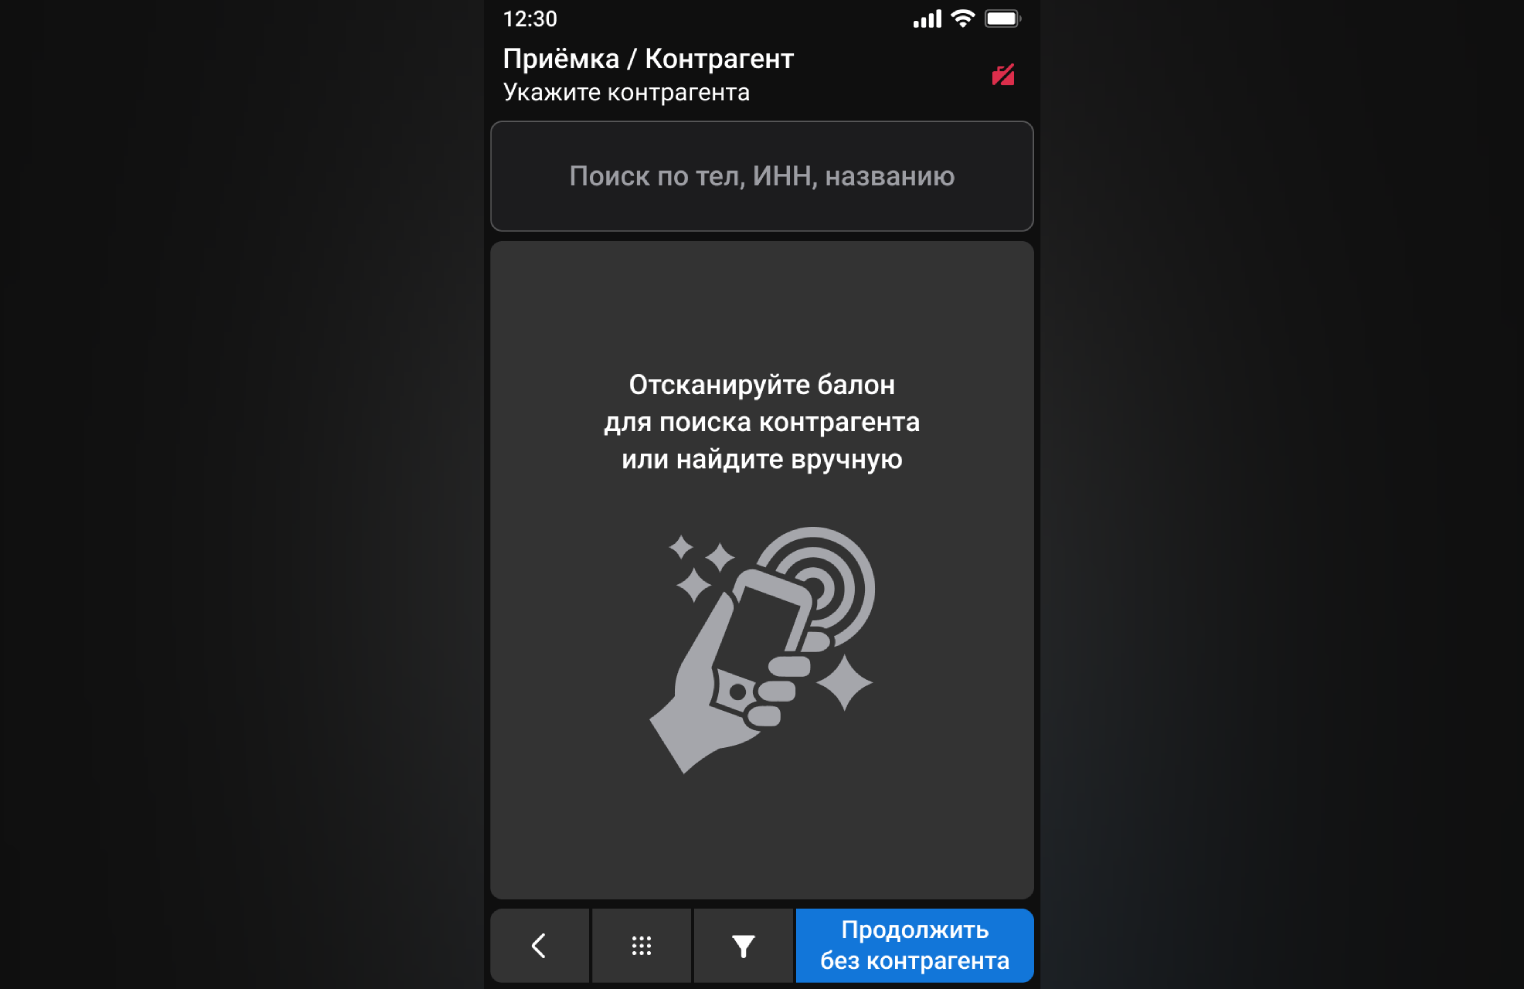 12:30
Приёмка / Контрагент
Укажите контрагента
Поиск по тел, ИНН, названию
Отсканируйте балон
для поиска контрагента
или найдите вручную
Продолжить
без контрагента